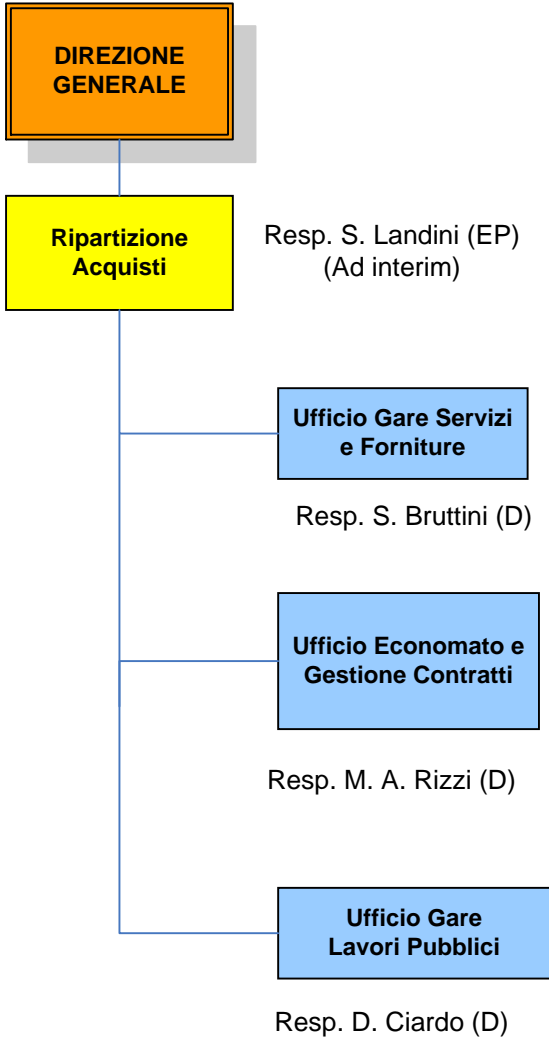 DIREZIONE
GENERALE
Ripartizione
Acquisti
Resp. S. Landini (EP)
(Ad interim)
Ufficio Gare Servizi
e Forniture
Resp. S. Bruttini (D)
Ufficio Economato e
Gestione Contratti
Resp. M. A. Rizzi (D)
Ufficio Gare
Lavori Pubblici
Resp. D. Ciardo (D)